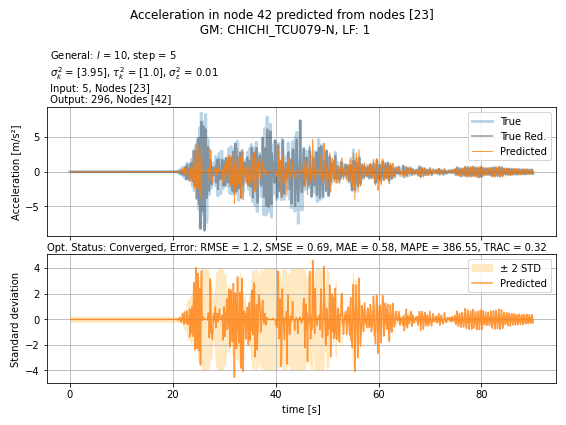 Acceleration in node 42 predicted from nodes [23]
GM: CHICHI_TCU079-N, LF: 1
General: l = 10, step = 5
σ²ₖ = [3.95], τ²ₖ = [1.0], σ²ε = 0.01
Input: 5, Nodes [23]
Output: 296, Nodes [42]
Acceleration [m/s²]
5
0
−5
True
True Red.
Predicted
Opt. Status: Converged, Error: RMSE = 1.2, SMSE = 0.69, MAE = 0.58, MAPE = 386.55, TRAC = 0.32
Standard deviation
4
2
0
−2
−4
± 2 STD
Predicted
0 20 40 60 80
time [s]